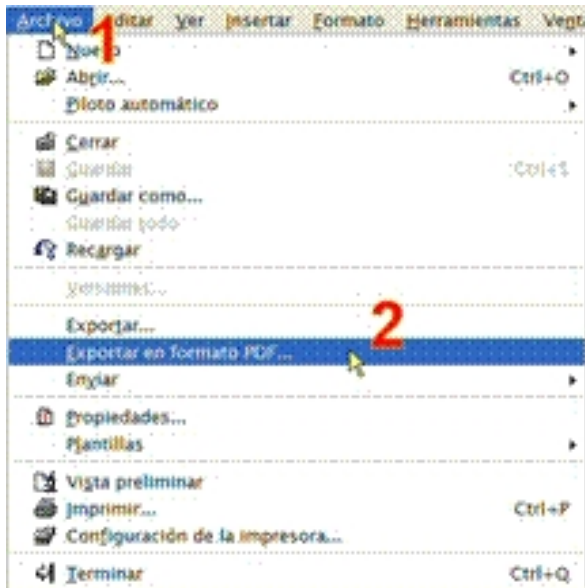 Archivo Editar Ver Insertar Formato Herramientas Vent
1
Nuevo
Abrir... Ctrl+O
Piloto automático
Cerrar
Guardar Ctrl+S
Guardar como...
Guardar todo
Recargar
Versiones...
Exportar...
2
Exportar en formato PDF...
Enviar
Propiedades...
Plantillas
Vista preliminar
Imprimir... Ctrl+P
Configuración de la impresora...
Terminar Ctrl+Q